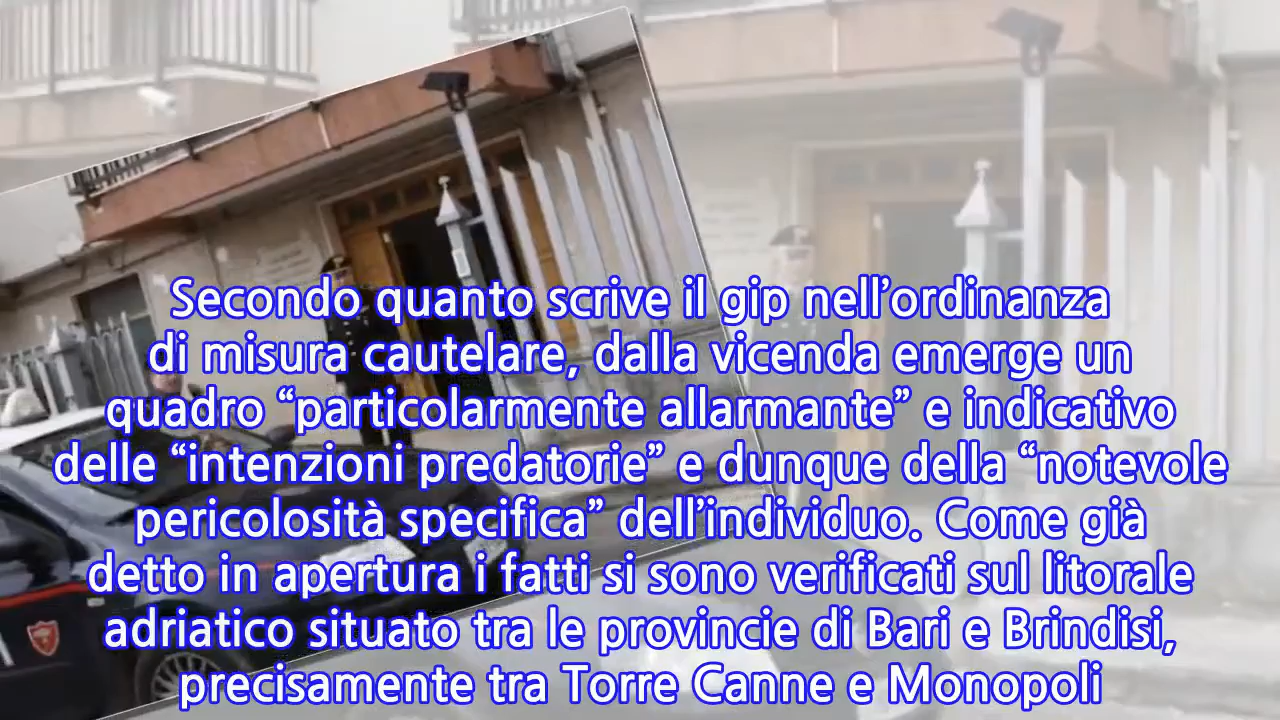 Secondo quanto scrive il gip nell’ordinanza
di misura cautelare, dalla vicenda emerge un
quadro “particolarmente allarmante” e indicativo
delle “intenzioni predatorie” e dunque della “notevole
pericolosità specifica” dell’individuo. Come già
detto in apertura i fatti si sono verificati sul litorale
adriatico situato tra le provincie di Bari e Brindisi,
precisamente tra Torre Canne e Monopoli